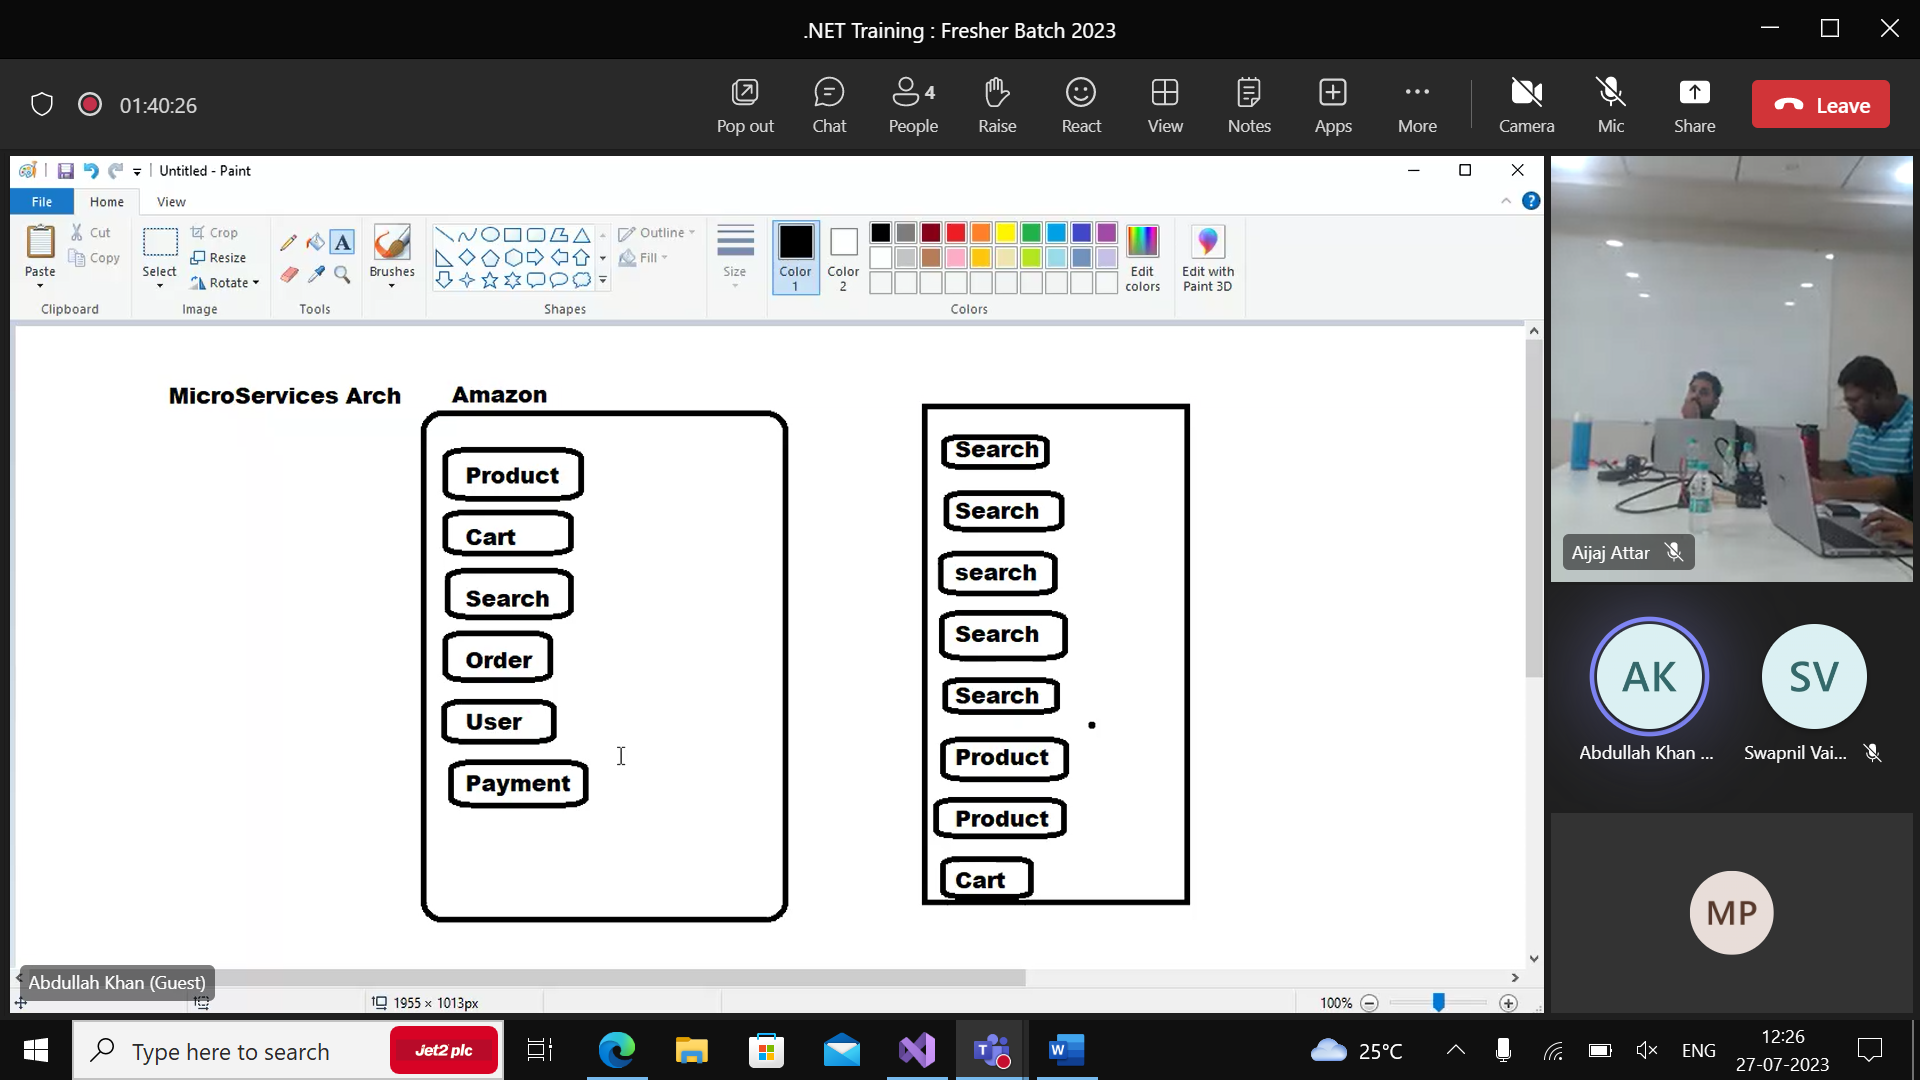 .NET Training : Fresher Batch 2023
01:40:26
Pop out
Chat
4
People
Raise
React
View
Notes
Apps
More
Camera
Mic
Share
Leave
Untitled - Paint
File
Home
View
Paste
Cut
Copy
Clipboard
Select
Crop
Resize
Rotate
Image
A
Tools
Brushes
Shapes
Outline
Fill
Size
Color
1
Color
2
Colors
Edit
colors
Edit with
Paint 3D
MicroServices Arch
Amazon
Product
Cart
Search
Order
User
Payment
Search
Search
search
Search
Search
Product
Product
Cart
Aijaj Attar
AK
Abdullah Khan ...
SV
Swapnil Vai...
MP
Abdullah Khan (Guest)
1955 × 1013px
100%
Type here to search
Jet2 plc
25°C
ENG
12:26
27-07-2023